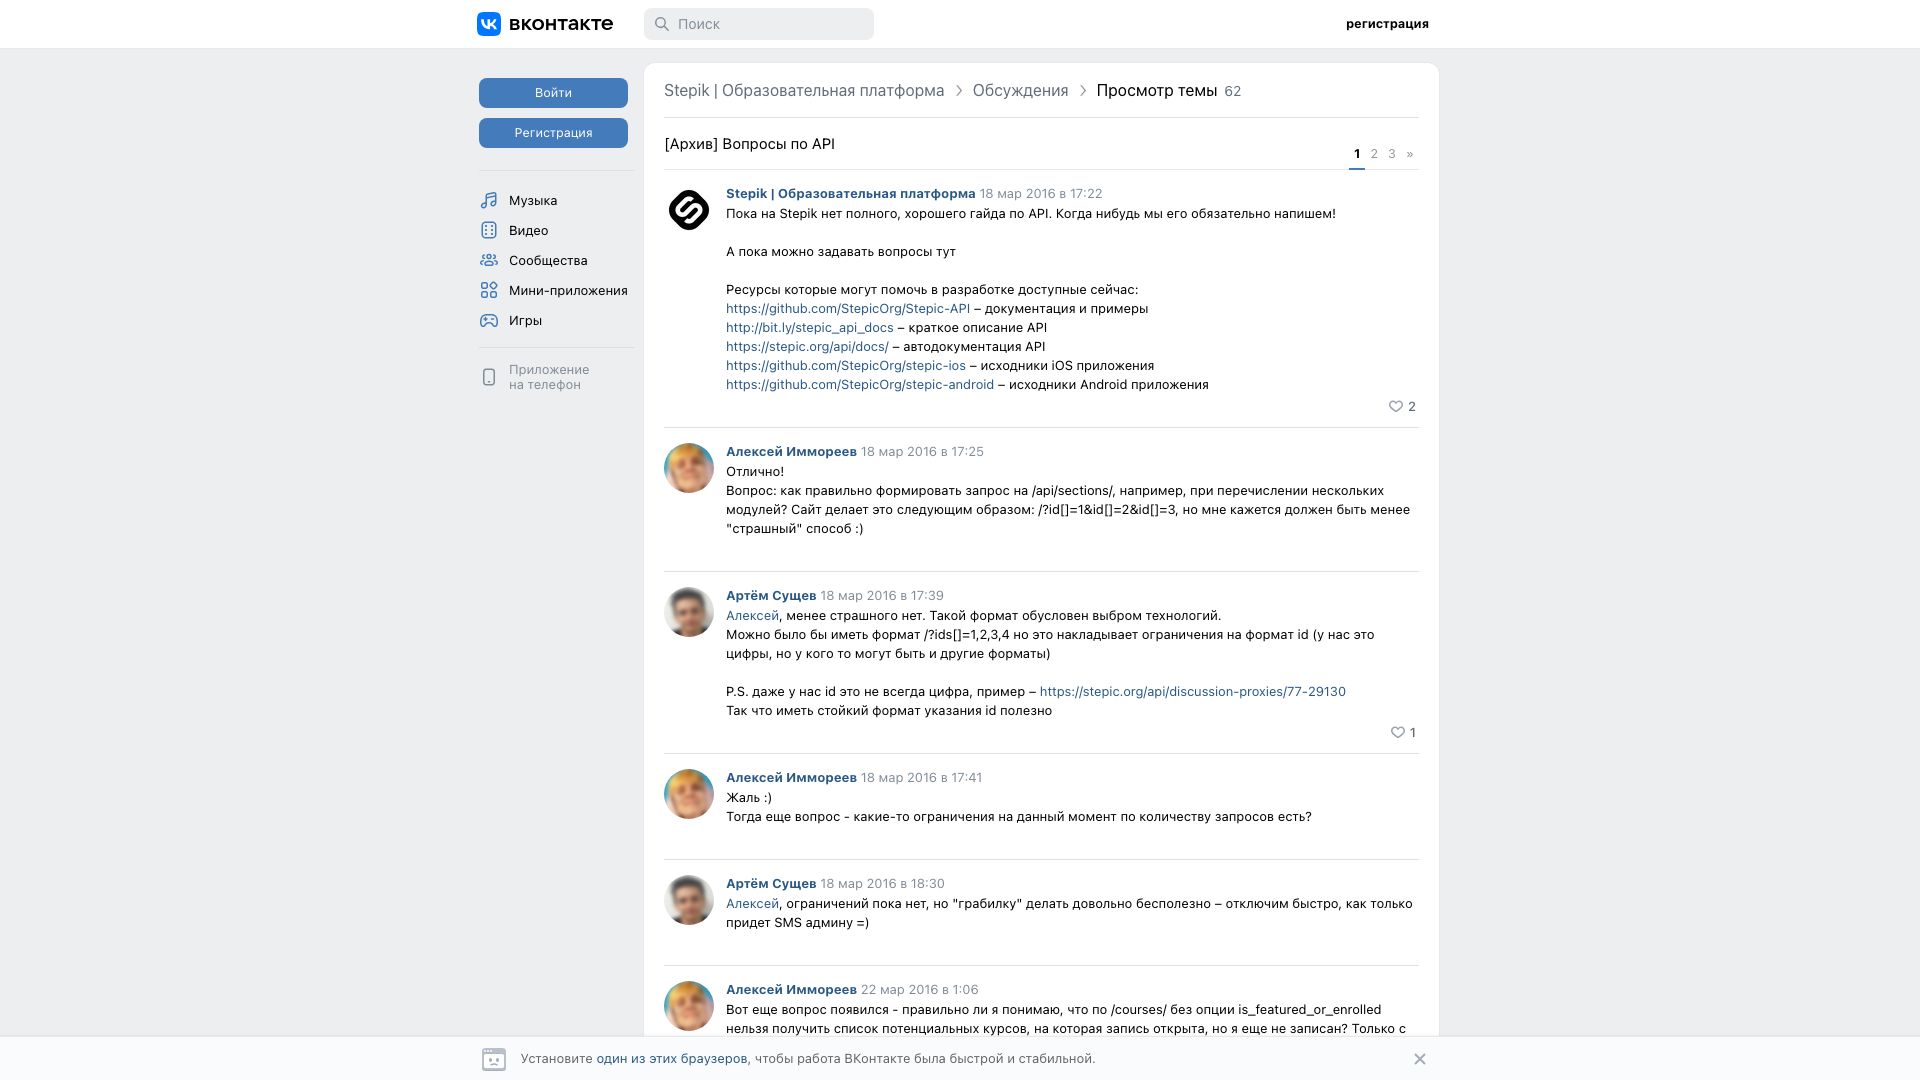 вконтакте
Поиск
регистрация
Войти
Регистрация
Музыка
Видео
Сообщества
Мини-приложения
Игры
Приложение
на телефон
Stepik | Образовательная платформа
Обсуждения
Просмотр темы 62
[Архив] Вопросы по API
1 2 3 »
Stepik | Образовательная платформа 18 мар 2016 в 17:22
Пока на Stepik нет полного, хорошего гайда по API. Когда нибудь мы его обязательно напишем!
А пока можно задавать вопросы тут
Ресурсы которые могут помочь в разработке доступные сейчас:
https://github.com/StepicOrg/Stepic-API – документация и примеры
http://bit.ly/stepic_api_docs – краткое описание API
https://stepic.org/api/docs/ – автодокументация API
https://github.com/StepicOrg/stepic-ios – исходники iOS приложения
https://github.com/StepicOrg/stepic-android – исходники Android приложения
2
Алексей Иммореев 18 мар 2016 в 17:25
Отлично!
Вопрос: как правильно формировать запрос на /api/sections/, например, при перечислении нескольких
модулей? Сайт делает это следующим образом: /?id[]=1&id[]=2&id[]=3, но мне кажется должен быть менее
"страшный" способ :)
Артём Сущев 18 мар 2016 в 17:39
Алексей, менее страшного нет. Такой формат обусловен выбром технологий.
Можно было бы иметь формат /?ids[]=1,2,3,4 но это накладывает ограничения на формат id (у нас это
цифры, но у кого то могут быть и другие форматы)
P.S. даже у нас id это не всегда цифра, пример – https://stepic.org/api/discussion-proxies/77-29130
Так что иметь стойкий формат указания id полезно
1
Алексей Иммореев 18 мар 2016 в 17:41
Жаль :)
Тогда еще вопрос - какие-то ограничения на данный момент по количеству запросов есть?
Артём Сущев 18 мар 2016 в 18:30
Алексей, ограничений пока нет, но "грабилку" делать довольно бесполезно – отключим быстро, как только
придет SMS админу =)
Алексей Иммореев 22 мар 2016 в 1:06
Вот еще вопрос появился - правильно ли я понимаю, что по /courses/ без опции is_featured_or_enrolled
нельзя получить список потенциальных курсов, на которая запись открыта, но я еще не записан? Только с
Установите один из этих браузеров, чтобы работа ВКонтакте была быстрой и стабильной.